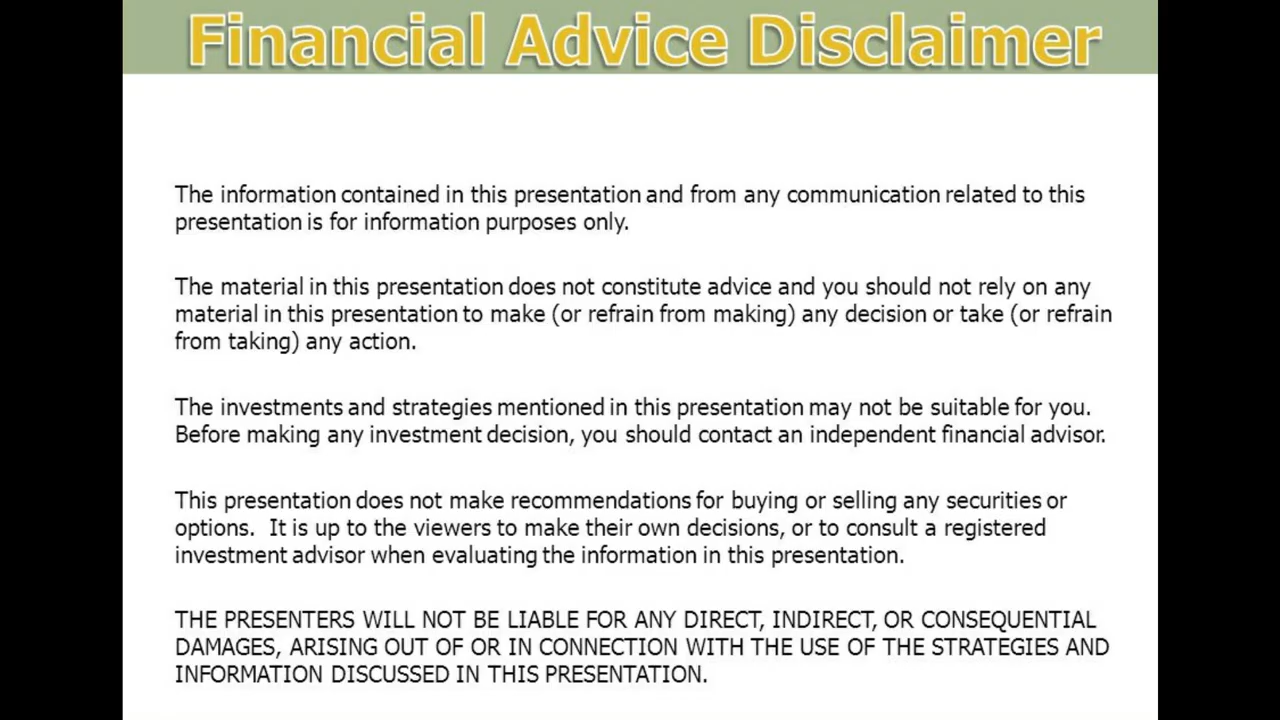 Financial Advice Disclaimer
The information contained in this presentation and from any communication related to this
presentation is for information purposes only.
The material in this presentation does not constitute advice and you should not rely on any
material in this presentation to make (or refrain from making) any decision or take (or refrain
from taking) any action.
The investments and strategies mentioned in this presentation may not be suitable for you.
Before making any investment decision, you should contact an independent financial advisor.
This presentation does not make recommendations for buying or selling any securities or
options.  It is up to the viewers to make their own decisions, or to consult a registered
investment advisor when evaluating the information in this presentation.
THE PRESENTERS WILL NOT BE LIABLE FOR ANY DIRECT, INDIRECT, OR CONSEQUENTIAL
DAMAGES, ARISING OUT OF OR IN CONNECTION WITH THE USE OF THE STRATEGIES AND
INFORMATION DISCUSSED IN THIS PRESENTATION.